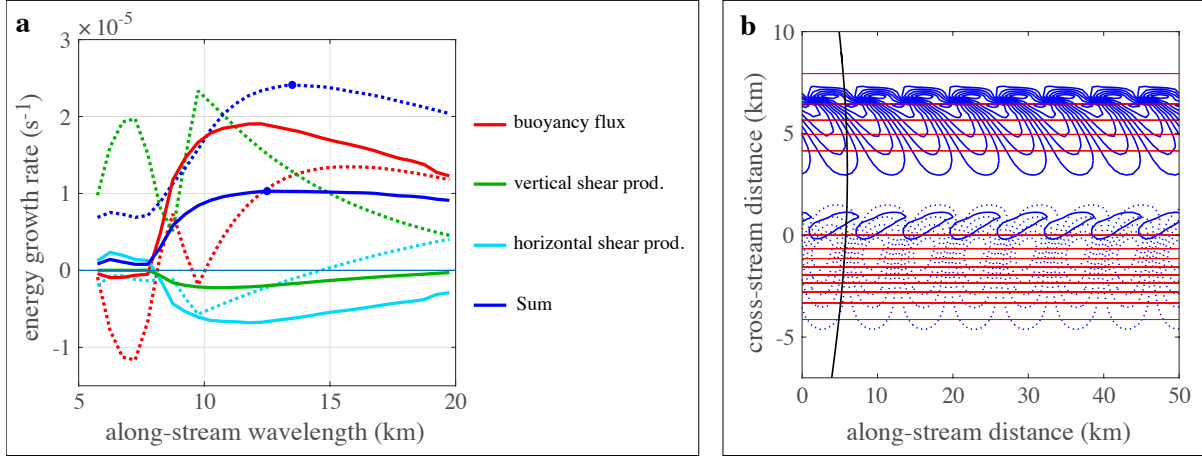 a
×10⁻⁵
3
2
1
0
-1
5
10
15
20
energy growth rate (s⁻¹)
along-stream wavelength (km)
buoyancy flux
vertical shear prod.
horizontal shear prod.
Sum
b
10
5
0
-5
0
10
20
30
40
50
cross-stream distance (km)
along-stream distance (km)